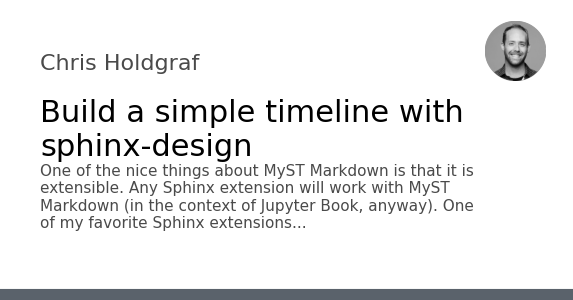 Chris Holdgraf
Build a simple timeline with
sphinx-design
One of the nice things about MyST Markdown is that it is
extensible. Any Sphinx extension will work with MyST
Markdown (in the context of Jupyter Book, anyway). One
of my favorite Sphinx extensions...